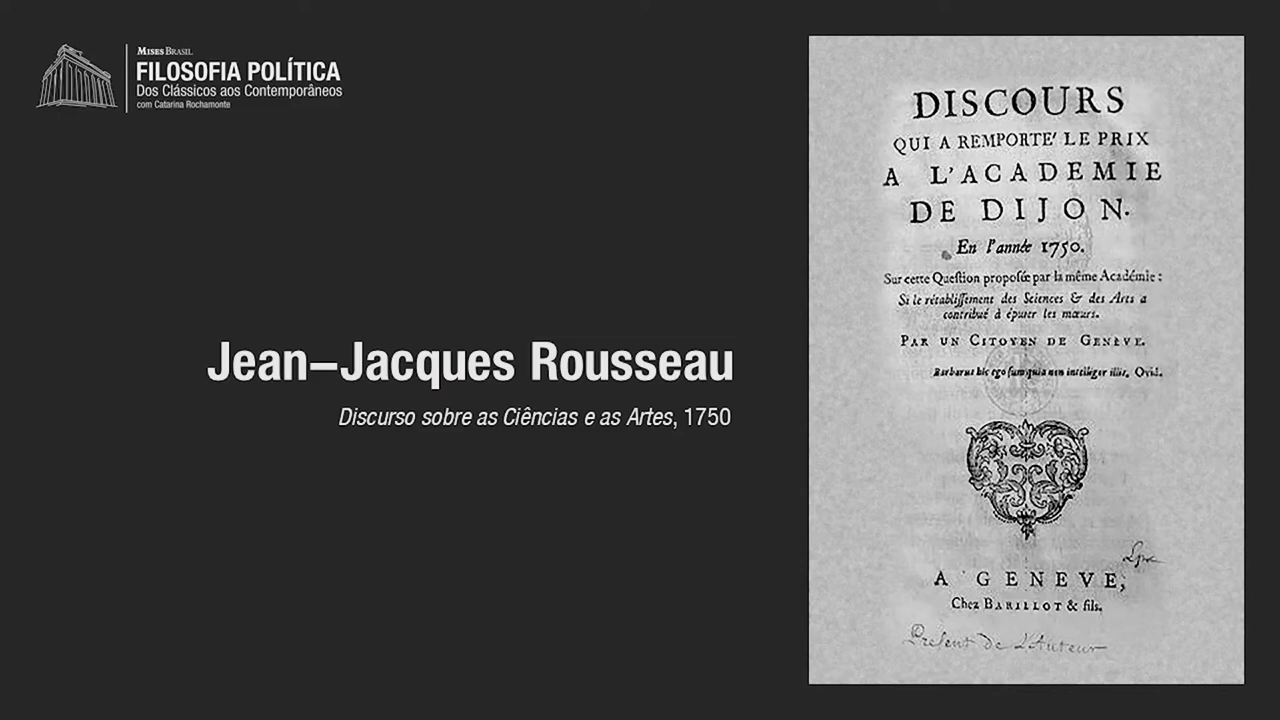 MISES BRASIL
FILOSOFIA POLÍTICA
Dos Clássicos aos Contemporâneos
com Catarina Rochamonte
Jean–Jacques Rousseau
Discurso sobre as Ciências e as Artes, 1750
DISCOURS
QUI A REMPORTE' LE PRIX
A L'ACADEMIE
DE DIJON.
En l'année 1750.
Sur cette Queſtion propoſée par la même Académie :
Si le rétabliſſement des Sciences & des Arts a
contribué à épurer les mœurs.
PAR UN CITOYEN DE GENÈVE.
Barbarus hic ego ſum quia non intelligor illis. Ovid.
A GENEVE,
Chez BARILLOT & fils.
Preſent de L'Auteur